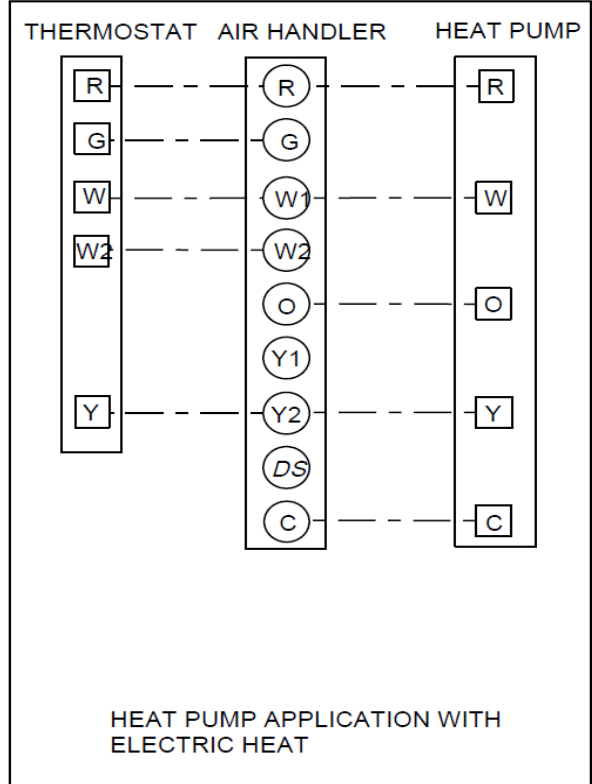 THERMOSTAT AIR HANDLER HEAT PUMP
R R R
G G
W W1 W
W2 W2
O O
Y1
Y Y2 Y
DS
C C
HEAT PUMP APPLICATION WITH
ELECTRIC HEAT